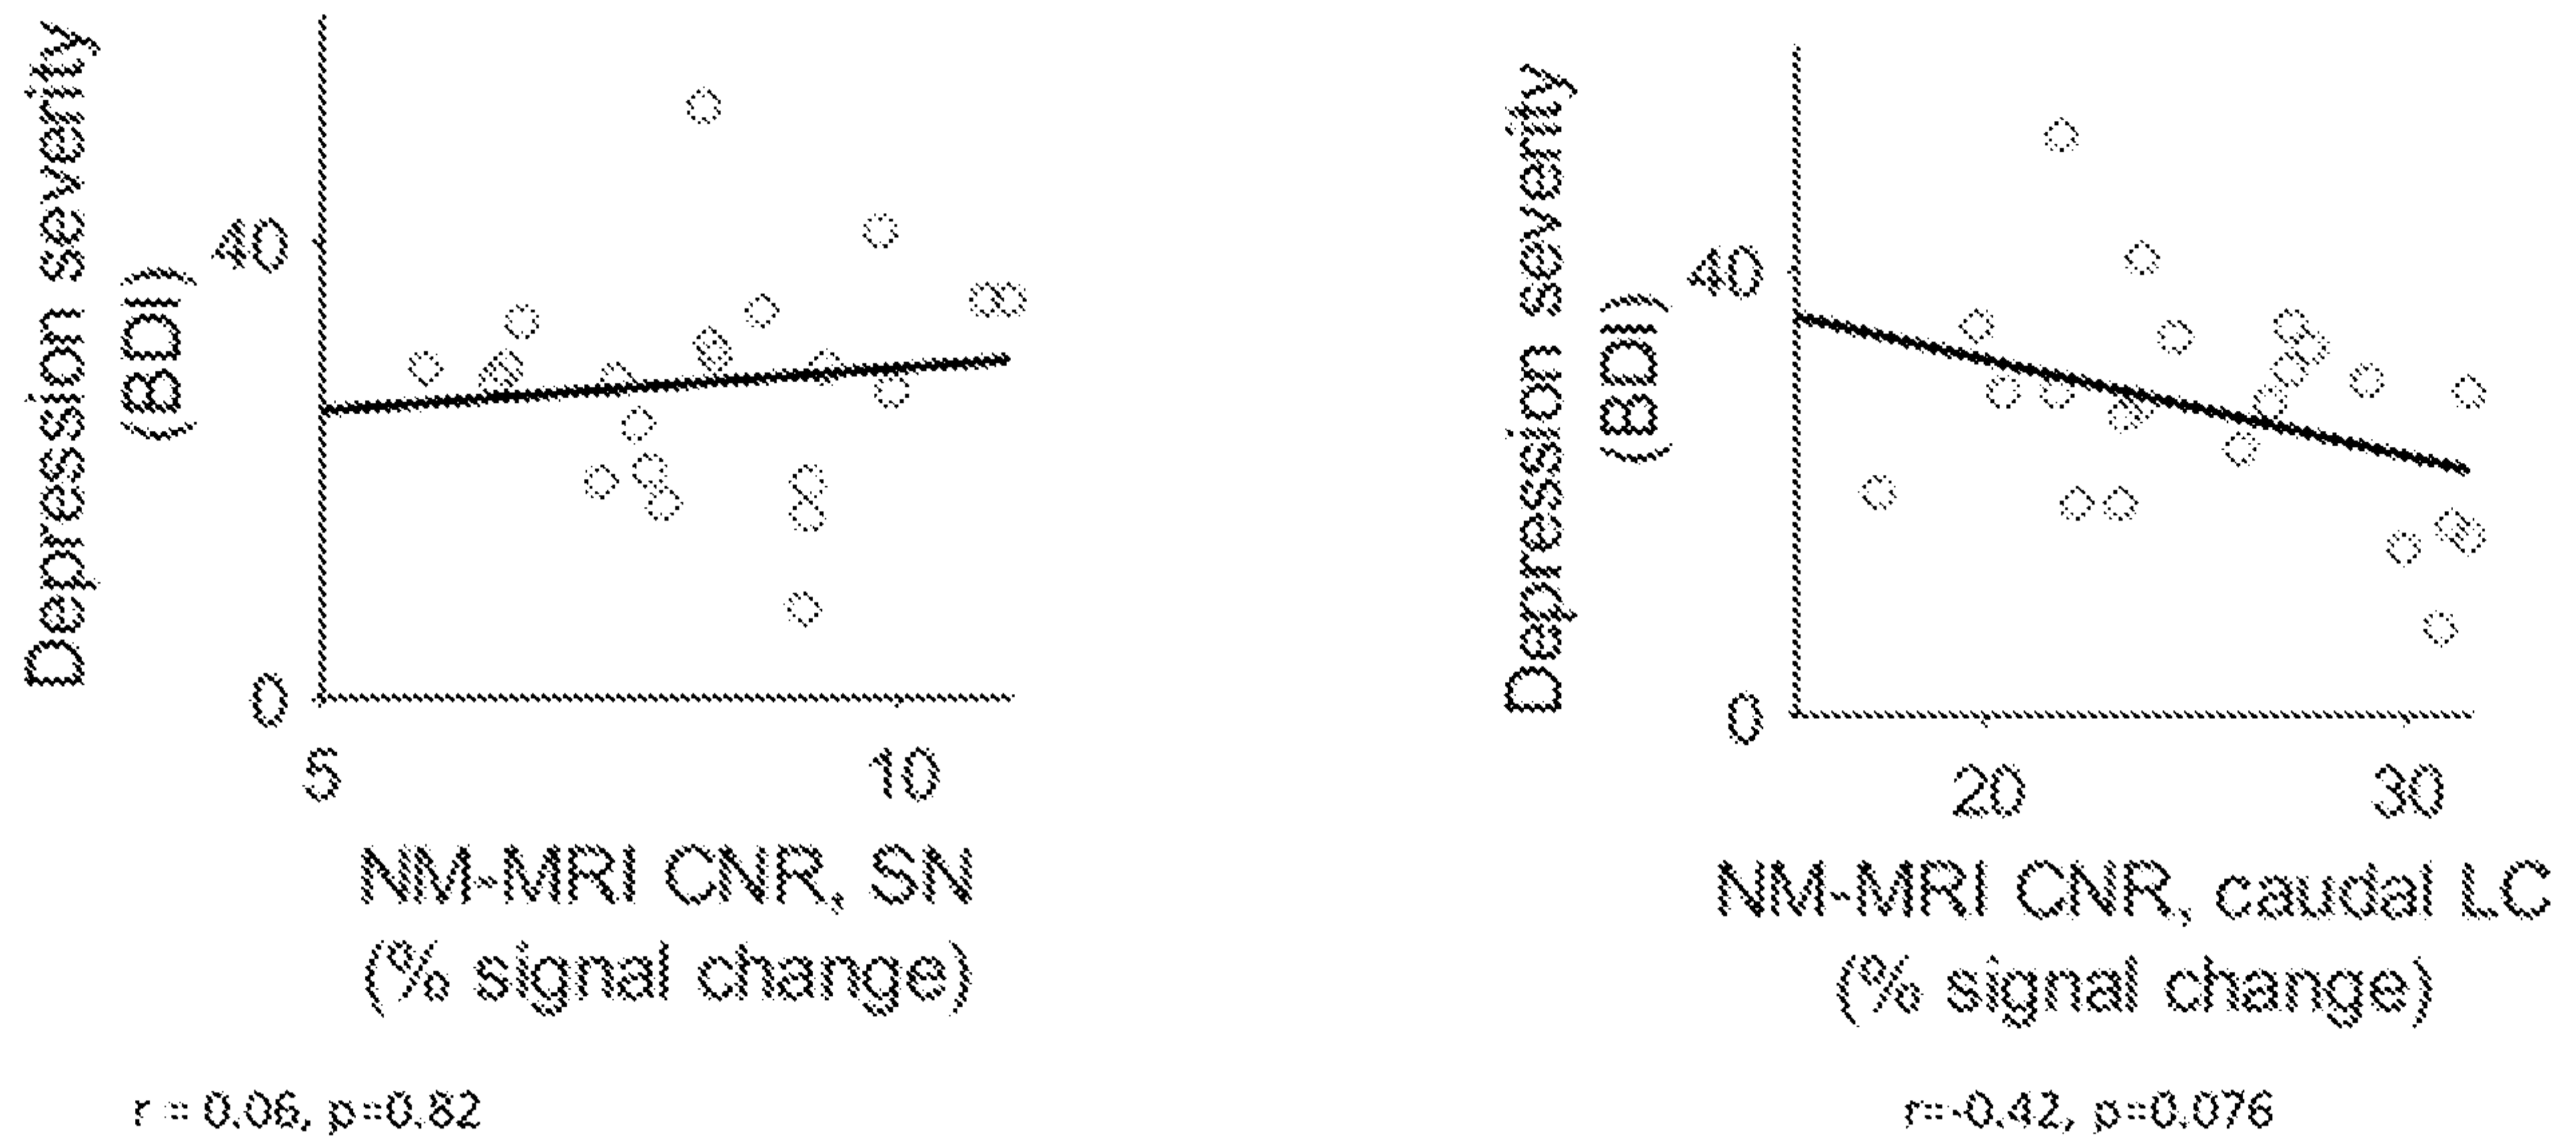 Depression severity
(BDI)
40
0
5 10
NM-MRI CNR, SN
(% signal change)
r = 0.06, p=0.82
Depression severity
(BDI)
40
0
20 30
NM-MRI CNR, caudal LC
(% signal change)
r=-0.42, p=0.076